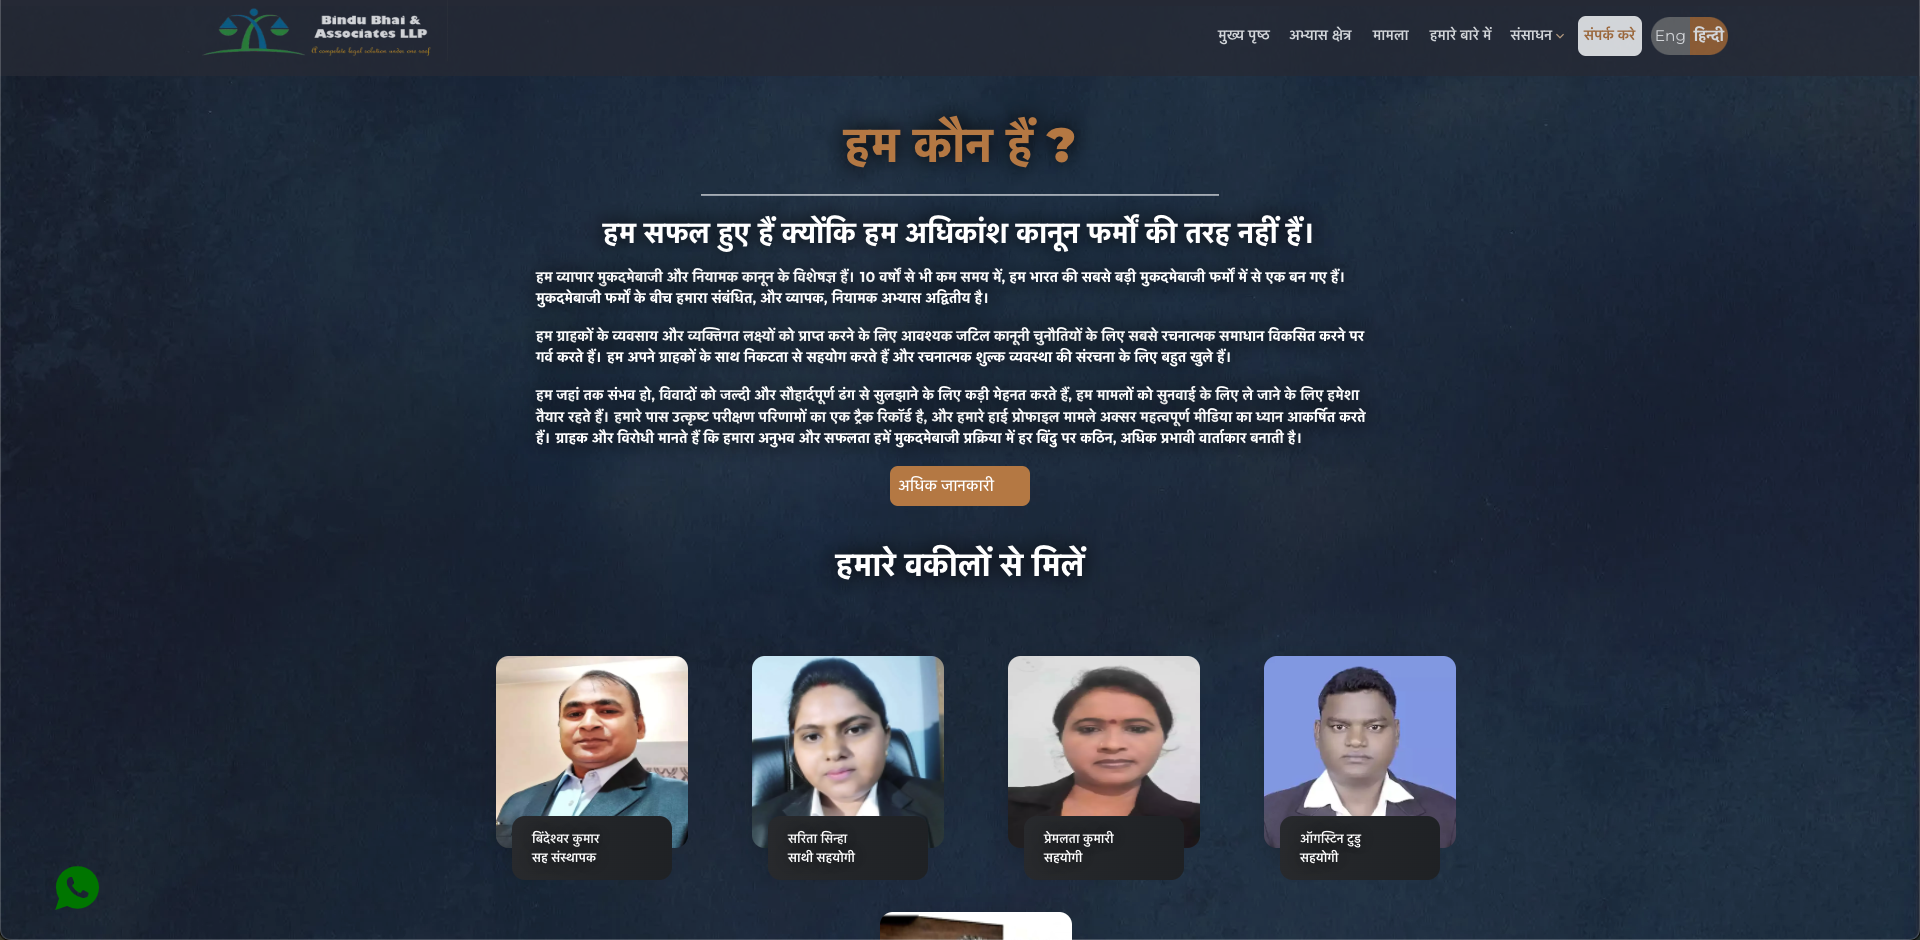 Bindu Bhai &
Associates LLP
A complete legal solution under one roof
मुख्य पृष्ठ अभ्यास क्षेत्र मामला हमारे बारे में संसाधन संपर्क करे Eng हिन्दी
हम कौन हैं ?
हम सफल हुए हैं क्योंकि हम अधिकांश कानून फर्मों की तरह नहीं हैं।
हम व्यापार मुकदमेबाजी और नियामक कानून के विशेषज्ञ हैं। 10 वर्षों से भी कम समय में, हम भारत की सबसे बड़ी मुकदमेबाजी फर्मों में से एक बन गए हैं।
मुकदमेबाजी फर्मों के बीच हमारा संबंधित, और व्यापक, नियामक अभ्यास अद्वितीय है।
हम ग्राहकों के व्यवसाय और व्यक्तिगत लक्ष्यों को प्राप्त करने के लिए आवश्यक जटिल कानूनी चुनौतियों के लिए सबसे रचनात्मक समाधान विकसित करने पर
गर्व करते हैं। हम अपने ग्राहकों के साथ निकटता से सहयोग करते हैं और रचनात्मक शुल्क व्यवस्था की संरचना के लिए बहुत खुले हैं।
हम जहां तक संभव हो, विवादों को जल्दी और सौहार्दपूर्ण ढंग से सुलझाने के लिए कड़ी मेहनत करते हैं, हम मामलों को सुनवाई के लिए ले जाने के लिए हमेशा
तैयार रहते हैं। हमारे पास उत्कृष्ट परीक्षण परिणामों का एक ट्रैक रिकॉर्ड है, और हमारे हाई प्रोफाइल मामले अक्सर महत्वपूर्ण मीडिया का ध्यान आकर्षित करते
हैं। ग्राहक और विरोधी मानते हैं कि हमारा अनुभव और सफलता हमें मुकदमेबाजी प्रक्रिया में हर बिंदु पर कठिन, अधिक प्रभावी वार्ताकार बनाती है।
अधिक जानकारी
हमारे वकीलों से मिलें
बिंदेश्वर कुमार
सह संस्थापक
सरिता सिन्हा
साथी सहयोगी
प्रेमलता कुमारी
सहयोगी
ऑगस्टिन टुडु
सहयोगी